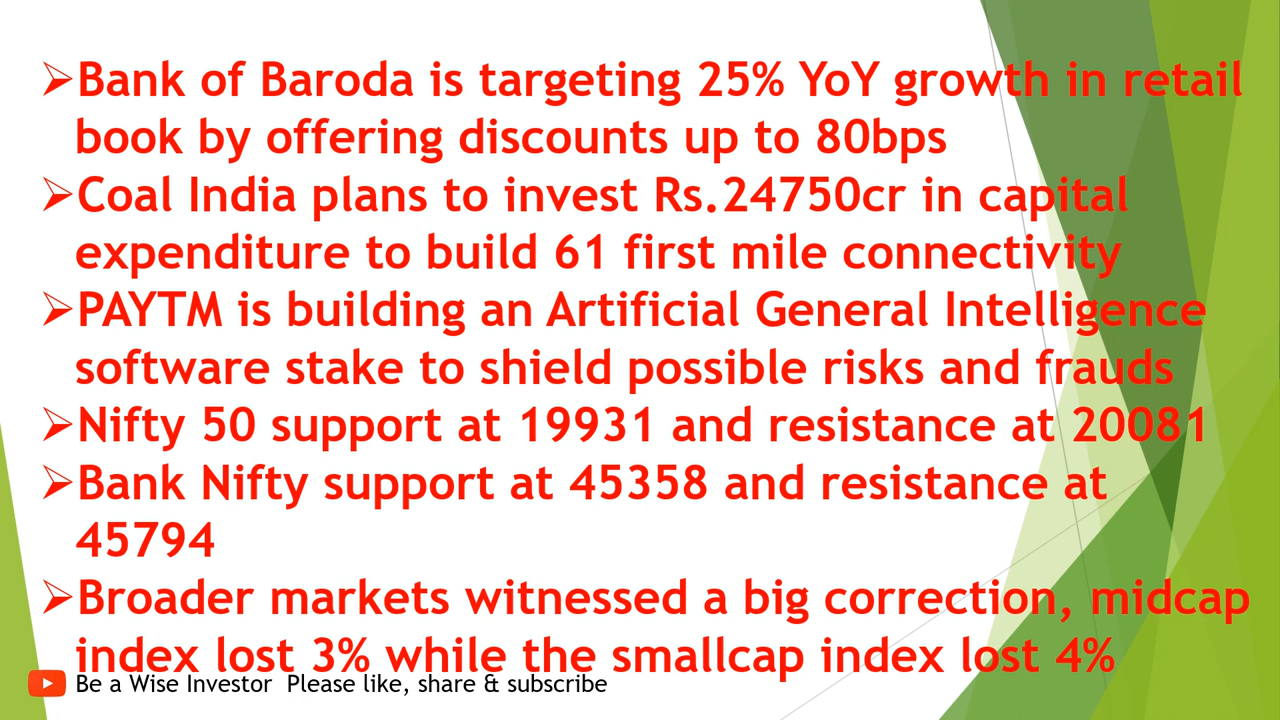 ➢Bank of Baroda is targeting 25% YoY growth in retail
book by offering discounts up to 80bps
➢Coal India plans to invest Rs.24750cr in capital
expenditure to build 61 first mile connectivity
➢PAYTM is building an Artificial General Intelligence
software stake to shield possible risks and frauds
➢Nifty 50 support at 19931 and resistance at 20081
➢Bank Nifty support at 45358 and resistance at
45794
➢Broader markets witnessed a big correction, midcap
index lost 3% while the smallcap index lost 4%
Be a Wise Investor  Please like, share & subscribe